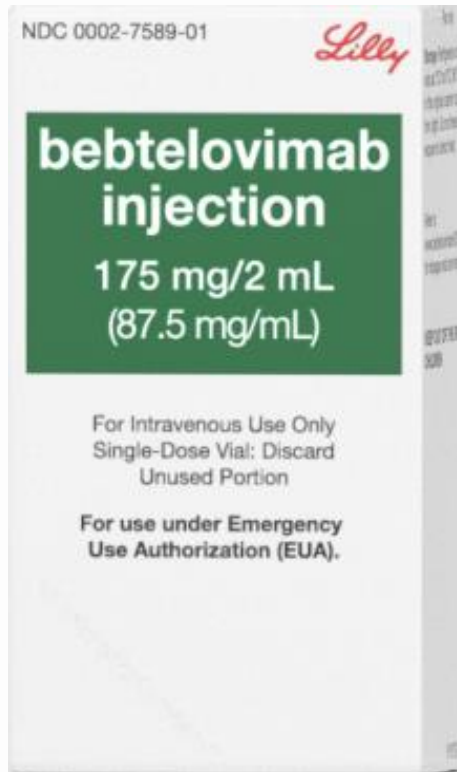 NDC 0002-7589-01
Lilly
bebtelovimab
injection
175 mg/2 mL
(87.5 mg/mL)
For Intravenous Use Only
Single-Dose Vial: Discard
Unused Portion
For use under Emergency
Use Authorization (EUA).